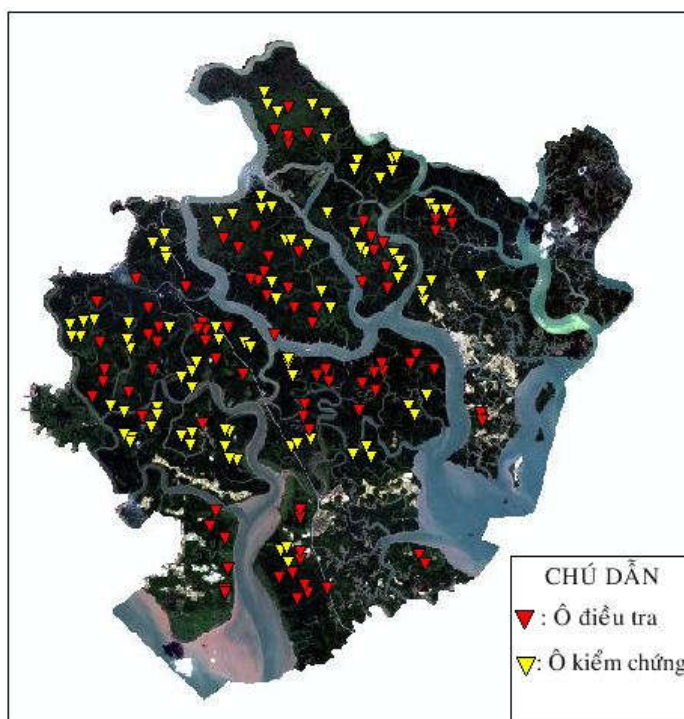 CHÚ DẪN
: Ô điều tra
: Ô kiểm chứng